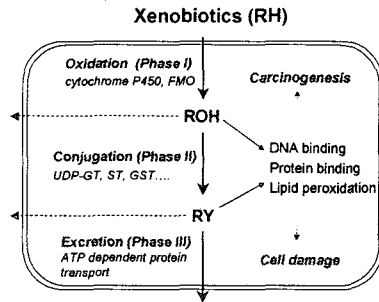 Xenobiotics (RH)
Oxidation (Phase I)
cytochrome P450, FMO
Carcinogenesis
ROH
Conjugation (Phase II)
UDP-GT, ST, GST....
DNA binding
Protein binding
Lipid peroxidation
RY
Excretion (Phase III)
ATP dependent protein
transport
Cell damage